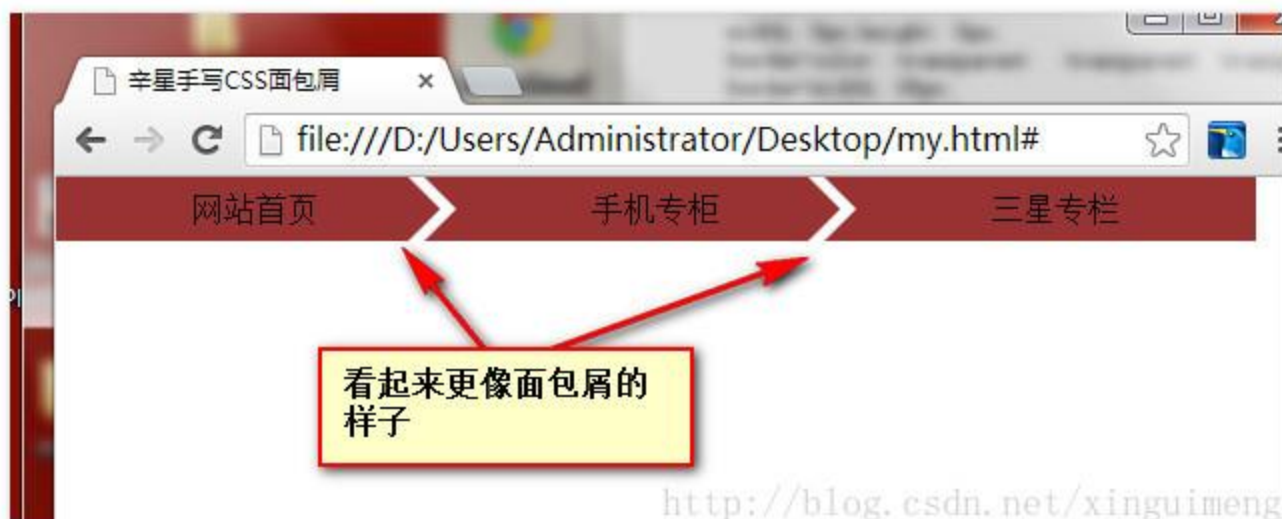 辛星手写CSS面包屑
file:///D:/Users/Administrator/Desktop/my.html#
网站首页
手机专柜
三星专栏
看起来更像面包屑的
样子
http://blog.csdn.net/xinguimeng